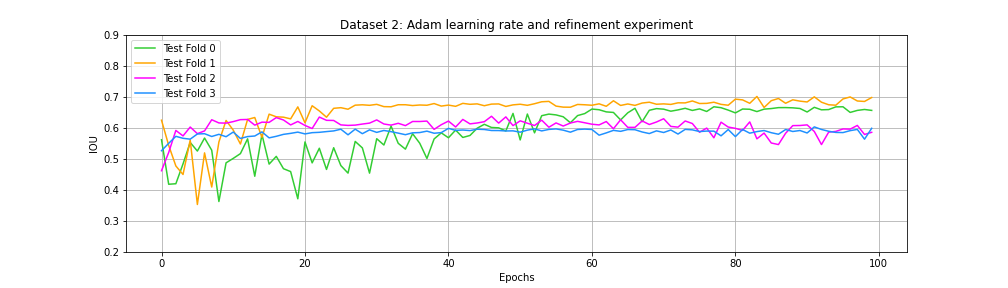 Dataset 2: Adam learning rate and refinement experiment
0.9
0.8
0.7
0.6
0.5
0.4
0.3
0.2
IOU
Test Fold 0
Test Fold 1
Test Fold 2
Test Fold 3
0 20 40 60 80 100
Epochs